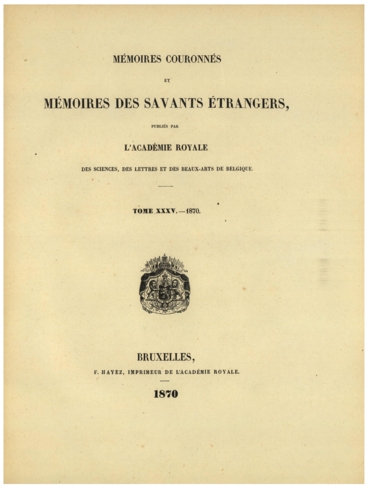 MÉMOIRES COURONNÉS
ET
MÉMOIRES DES SAVANTS ÉTRANGERS,
PUBLIÉS PAR
L'ACADÉMIE ROYALE
DES SCIENCES, DES LETTRES ET DES BEAUX-ARTS DE BELGIQUE.
TOME XXXV.—1870.
BRUXELLES,
F. HAYEZ, IMPRIMEUR DE L'ACADÉMIE ROYALE.
1870